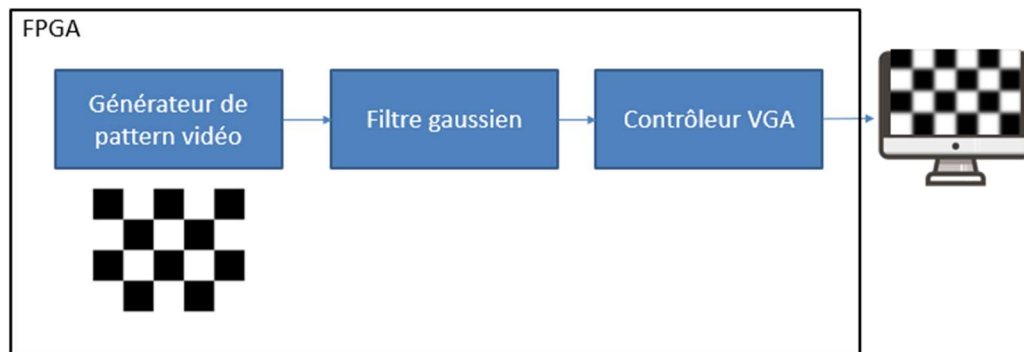 FPGA
Générateur de
pattern vidéo
Filtre gaussien
Contrôleur VGA